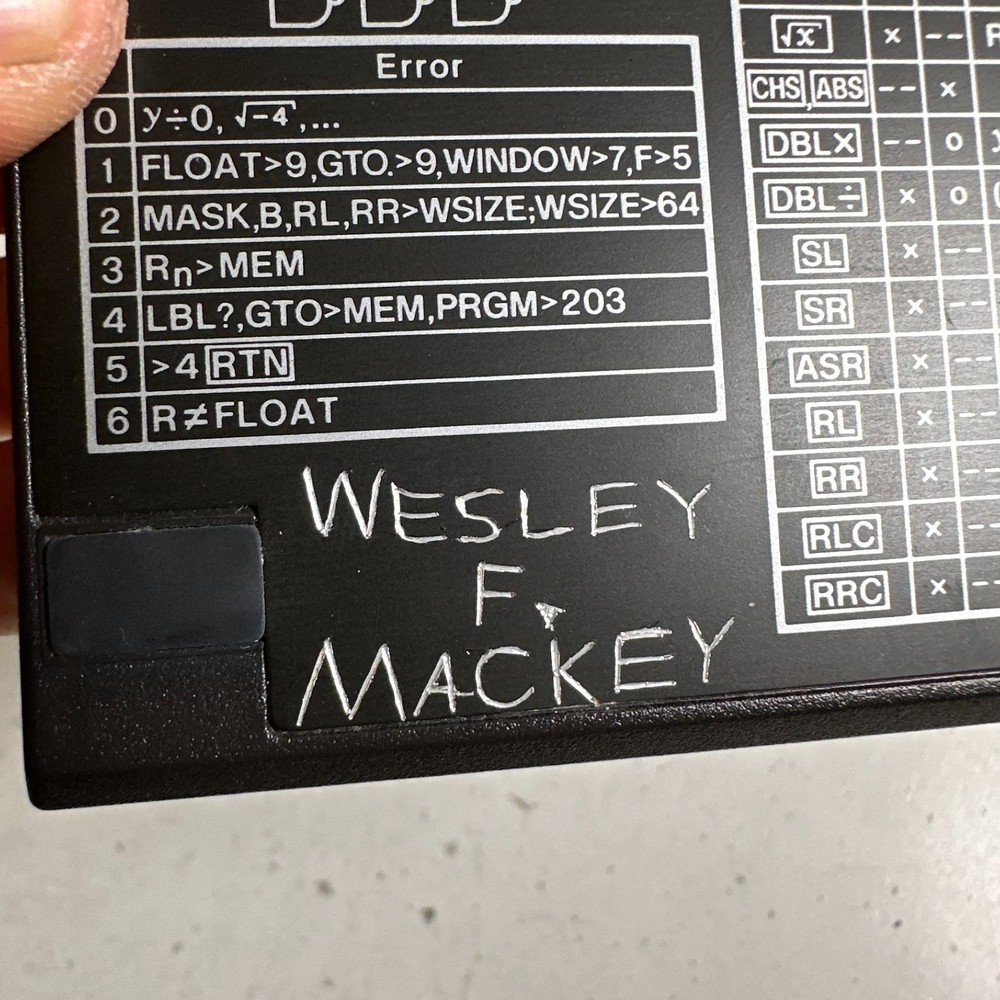 Error
0 y÷0, √-4,...
1 FLOAT>9,GTO.>9,WINDOW>7,F>5
2 MASK,B,RL,RR>WSIZE;WSIZE>64
3 Rn>MEM
4 LBL?,GTO>MEM,PRGM>203
5 >4 RTN
6 R≠FLOAT
WESLEY
F.
MACKEY
√x x --
CHS,ABS -- x
DBL× -- o
DBL÷ x o
SL x --
SR x --
ASR x --
RL x --
RR x --
RLC x --
RRC x --